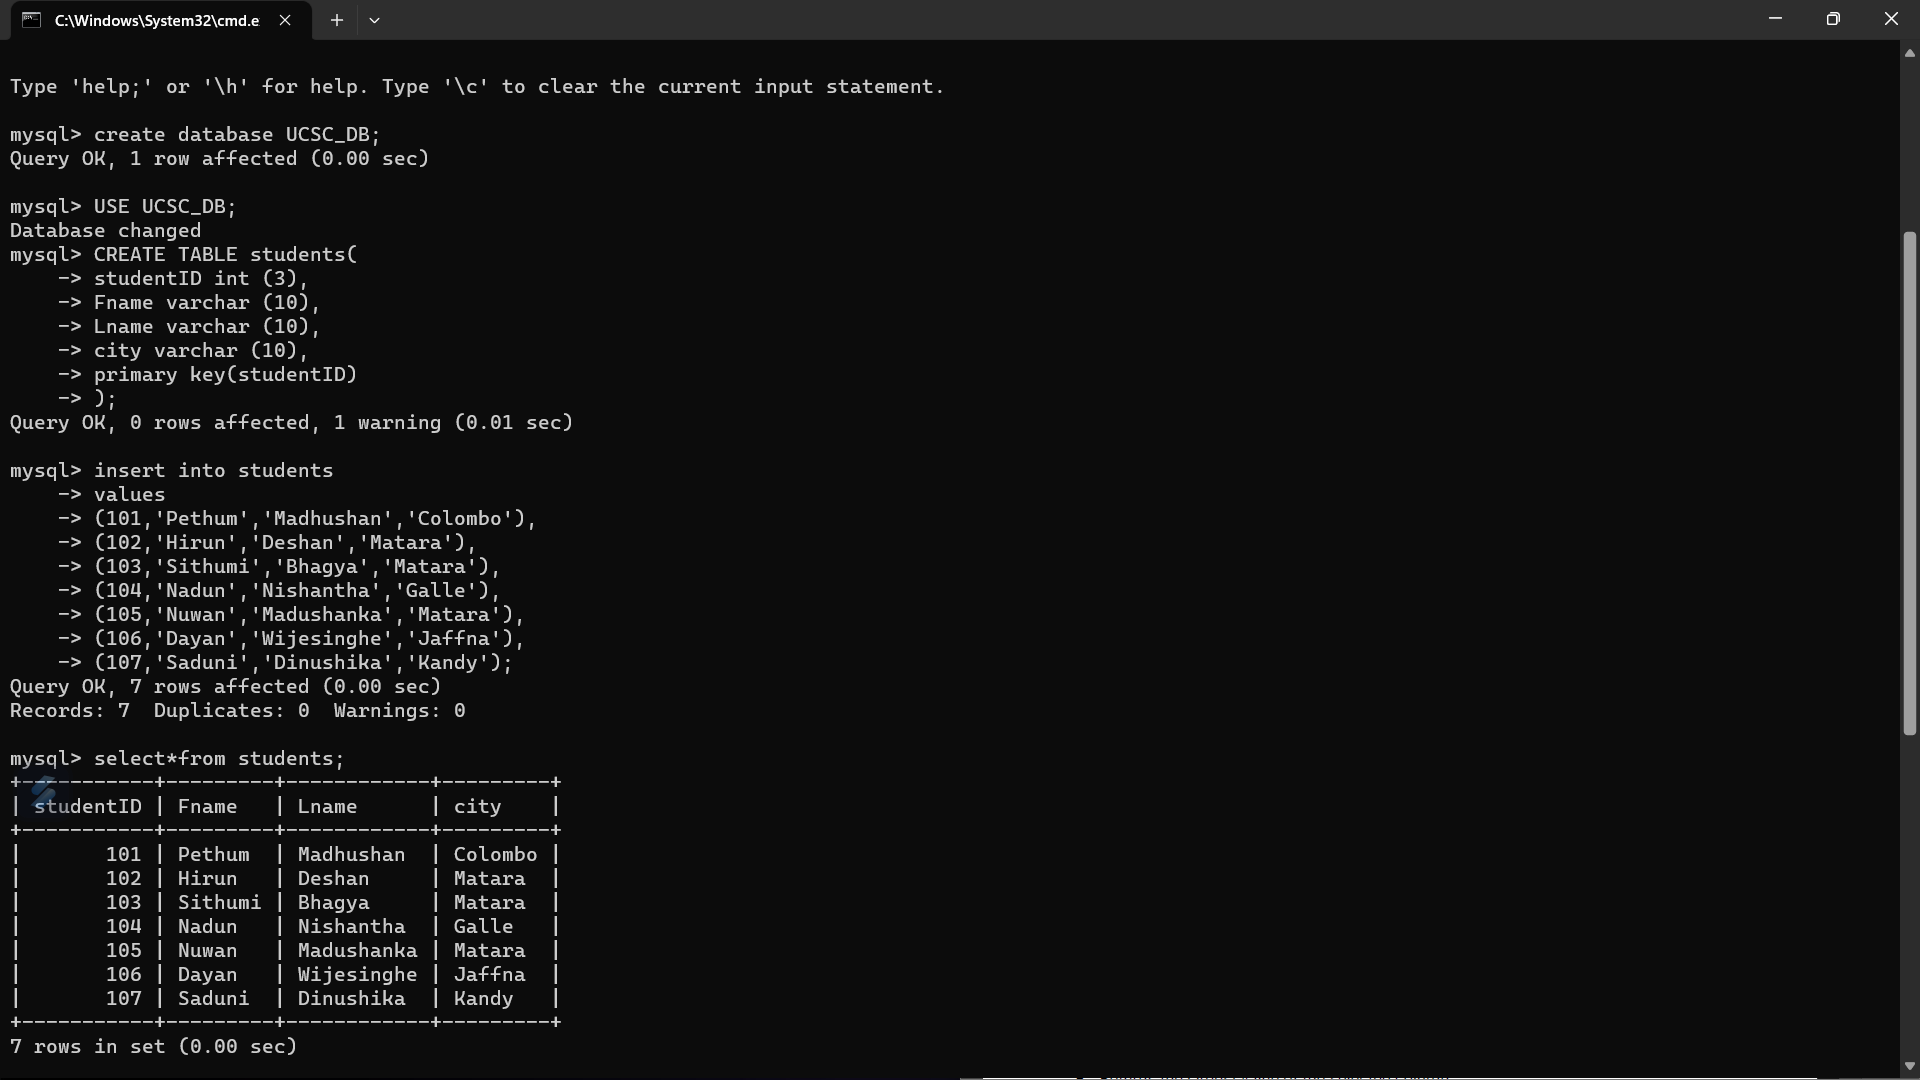 C:\Windows\System32\cmd.e
Type 'help;' or '\h' for help. Type '\c' to clear the current input statement.
mysql> create database UCSC_DB;
Query OK, 1 row affected (0.00 sec)
mysql> USE UCSC_DB;
Database changed
mysql> CREATE TABLE students(
    -> studentID int (3),
    -> Fname varchar (10),
    -> Lname varchar (10),
    -> city varchar (10),
    -> primary key(studentID)
    -> );
Query OK, 0 rows affected, 1 warning (0.01 sec)
mysql> insert into students
    -> values
    -> (101,'Pethum','Madhushan','Colombo'),
    -> (102,'Hirun','Deshan','Matara'),
    -> (103,'Sithumi','Bhagya','Matara'),
    -> (104,'Nadun','Nishantha','Galle'),
    -> (105,'Nuwan','Madushanka','Matara'),
    -> (106,'Dayan','Wijesinghe','Jaffna'),
    -> (107,'Saduni','Dinushika','Kandy');
Query OK, 7 rows affected (0.00 sec)
Records: 7  Duplicates: 0  Warnings: 0
mysql> select*from students;
+-----------+---------+------------+---------+
| studentID | Fname   | Lname      | city    |
+-----------+---------+------------+---------+
|       101 | Pethum  | Madhushan  | Colombo |
|       102 | Hirun   | Deshan     | Matara  |
|       103 | Sithumi | Bhagya     | Matara  |
|       104 | Nadun   | Nishantha  | Galle   |
|       105 | Nuwan   | Madushanka | Matara  |
|       106 | Dayan   | Wijesinghe | Jaffna  |
|       107 | Saduni  | Dinushika  | Kandy   |
+-----------+---------+------------+---------+
7 rows in set (0.00 sec)